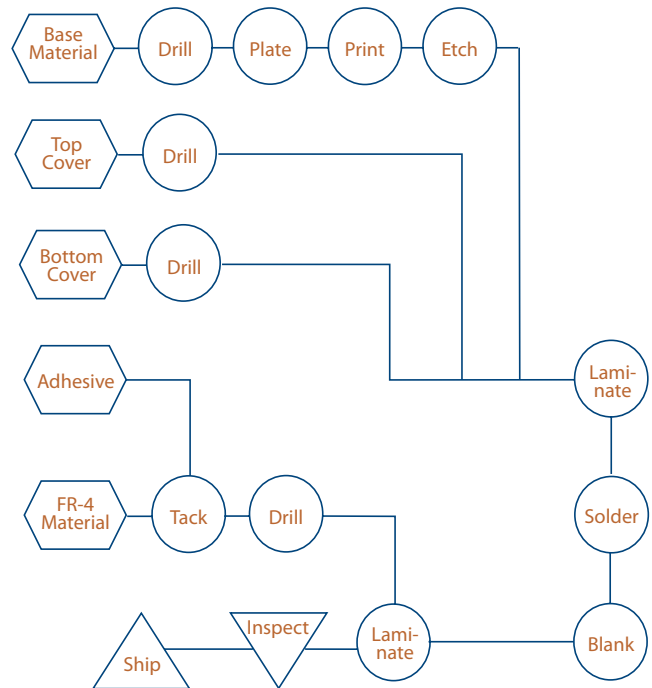 Base
Material
Drill
Plate
Print
Etch
Top
Cover
Drill
Bottom
Cover
Drill
Adhesive
Lami-
nate
FR-4
Material
Tack
Drill
Solder
Ship
Inspect
Lami-
nate
Blank